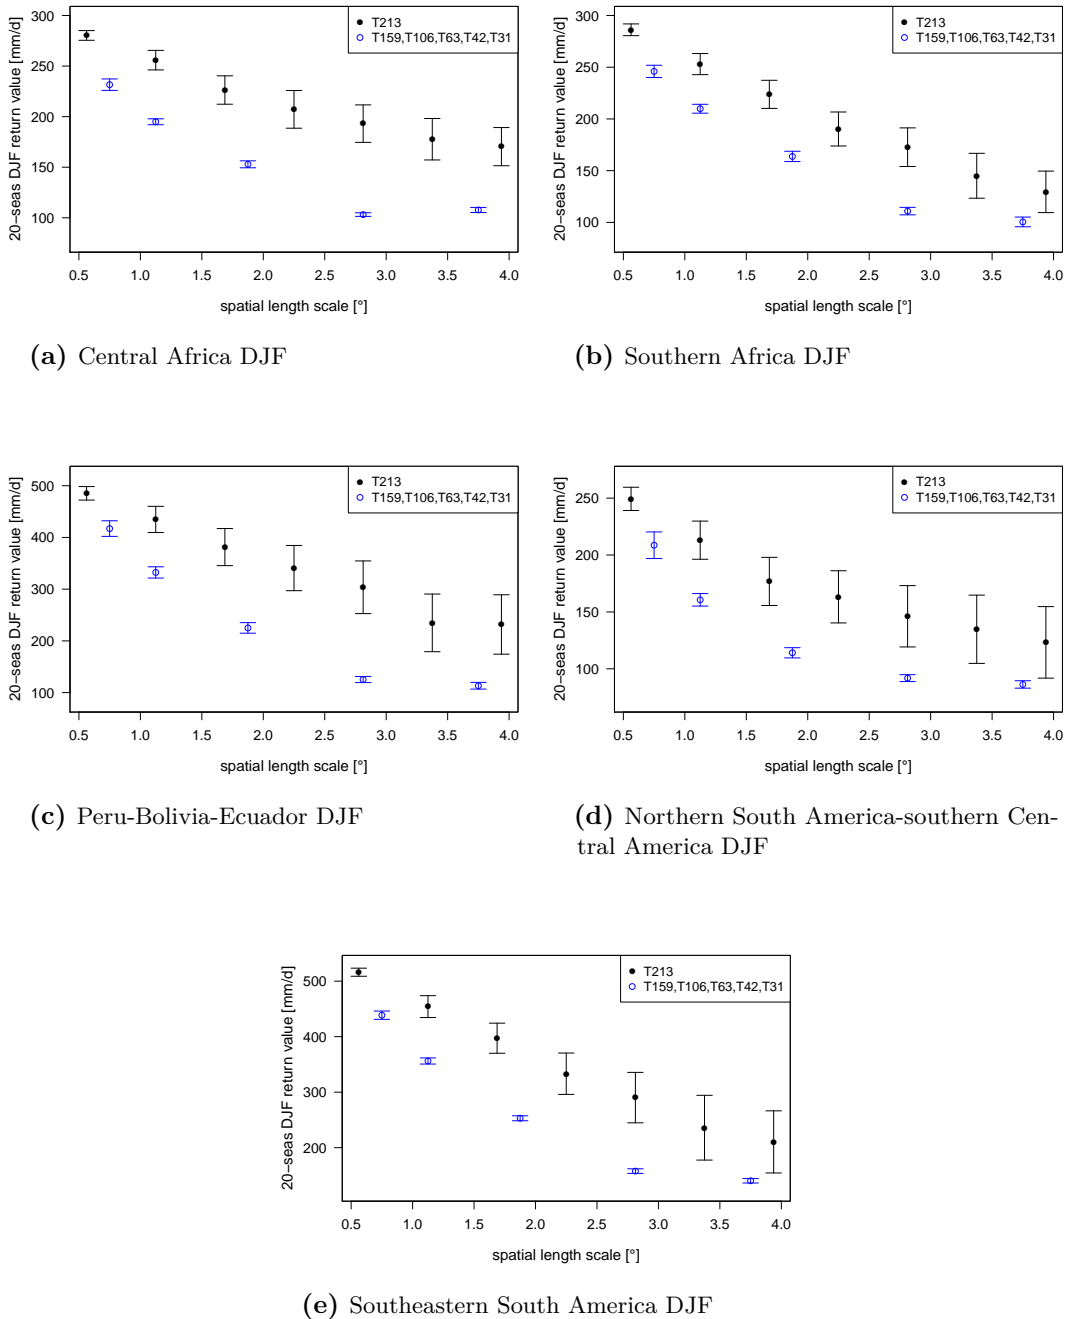 20−seas DJF return value [mm/d]
300
250
200
150
100
T213
T159,T106,T63,T42,T31
0.5 1.0 1.5 2.0 2.5 3.0 3.5 4.0
spatial length scale [°]
(a) Central Africa DJF
20−seas DJF return value [mm/d]
300
250
200
150
100
T213
T159,T106,T63,T42,T31
0.5 1.0 1.5 2.0 2.5 3.0 3.5 4.0
spatial length scale [°]
(b) Southern Africa DJF
20−seas DJF return value [mm/d]
500
400
300
200
100
T213
T159,T106,T63,T42,T31
0.5 1.0 1.5 2.0 2.5 3.0 3.5 4.0
spatial length scale [°]
(c) Peru-Bolivia-Ecuador DJF
20−seas DJF return value [mm/d]
250
200
150
100
T213
T159,T106,T63,T42,T31
0.5 1.0 1.5 2.0 2.5 3.0 3.5 4.0
spatial length scale [°]
(d) Northern South America-southern Cen-
tral America DJF
20−seas DJF return value [mm/d]
500
400
300
200
T213
T159,T106,T63,T42,T31
0.5 1.0 1.5 2.0 2.5 3.0 3.5 4.0
spatial length scale [°]
(e) Southeastern South America DJF